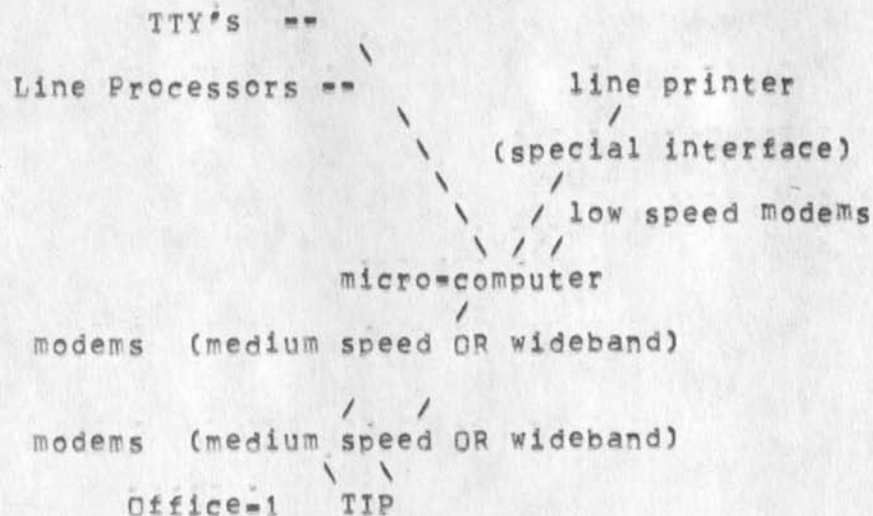 TTY's --
\
Line Processors -- line printer
\ /
\ (special interface)
\ /
\ / low speed modems
\ / /
micro-computer
/
modems (medium speed OR wideband)
/ /
modems (medium speed OR wideband)
\ \
Office-1 TIP